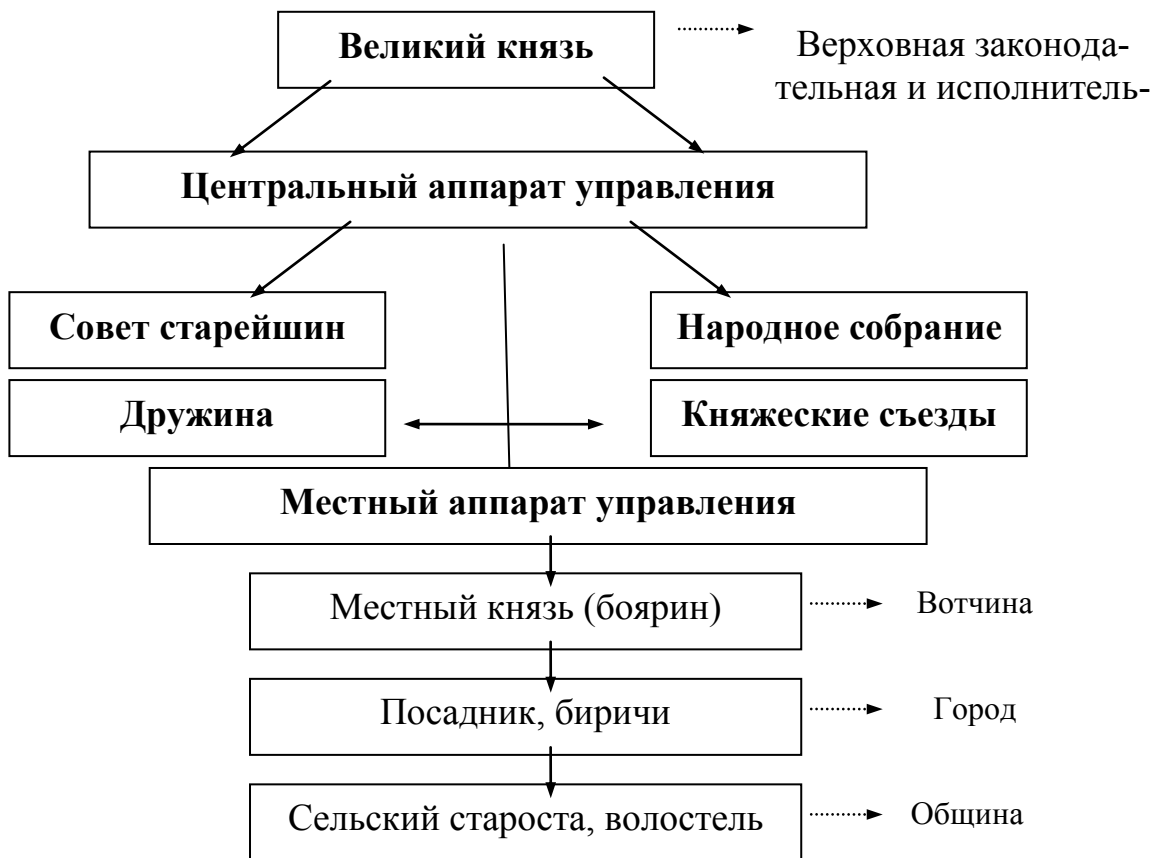 Великий князь
Верховная законода-
тельная и исполнитель-
Центральный аппарат управления
Совет старейшин
Народное собрание
Дружина
Княжеские съезды
Местный аппарат управления
Местный князь (боярин)
Вотчина
Посадник, биричи
Город
Сельский староста, волостель
Община